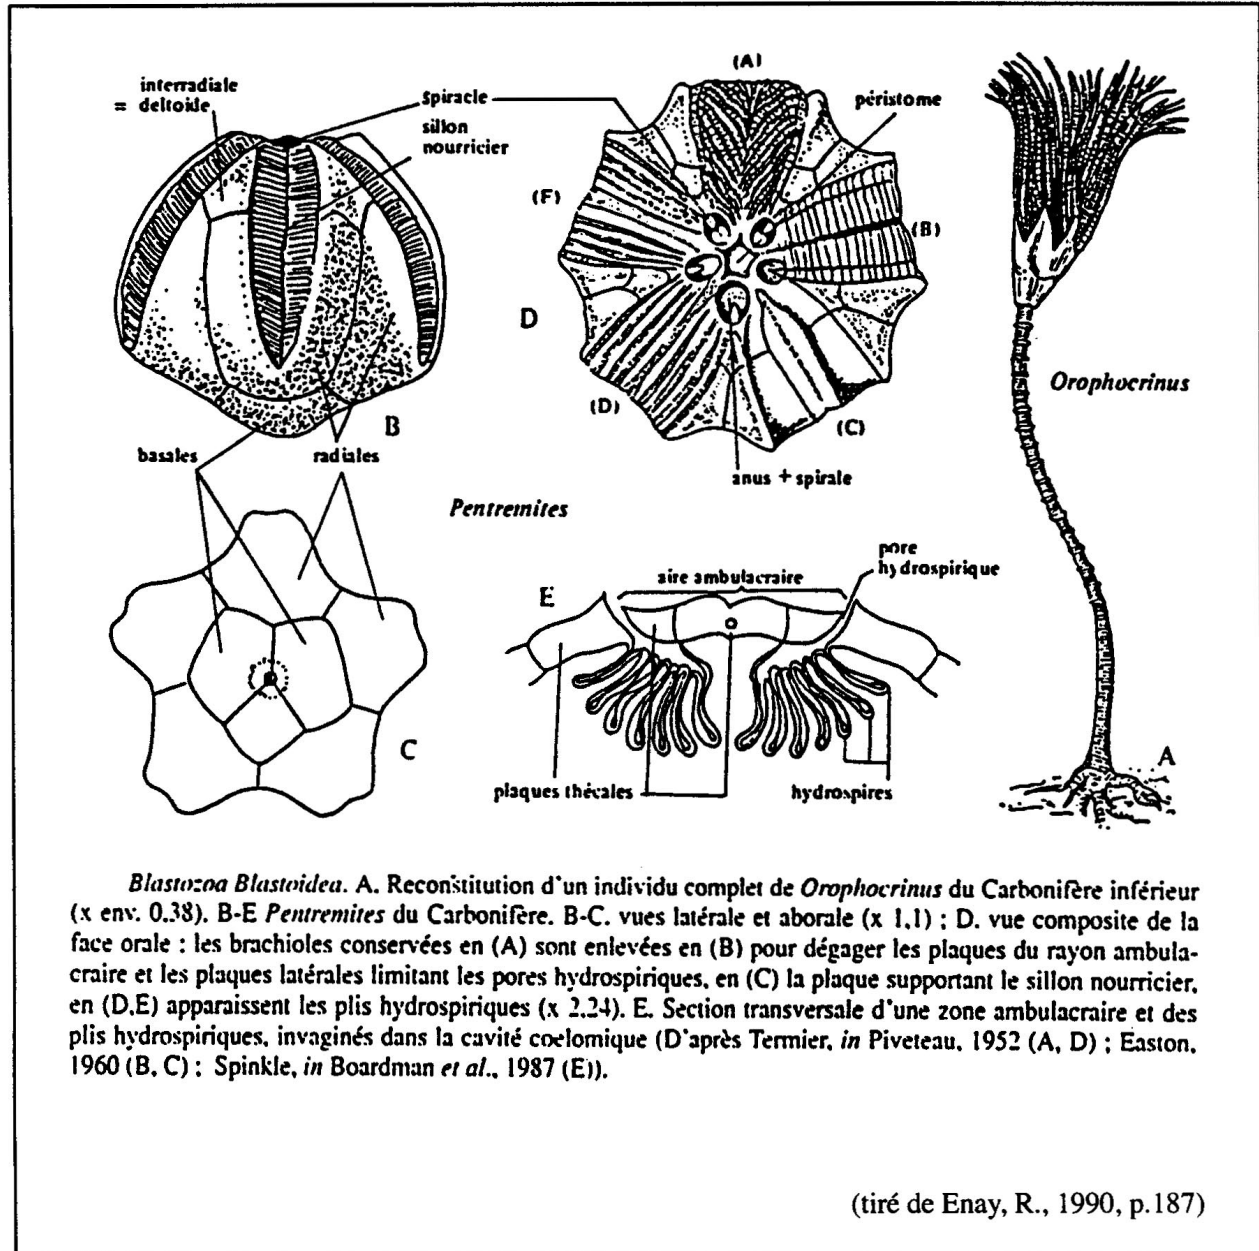 interradiale
= deltoïde
Spiracle
sillon
nourricier
B
basales
radiales
Pentremites
C
(A)
péristome
(F)
(B)
D
(D)
(C)
anus + spirale
Orophocrinus
E
aire ambulacraire
pore
hydrospirique
plaques thécales
hydrospires
A
Blastozoa Blastoidea. A. Reconstitution d'un individu complet de Orophocrinus du Carbonifère inférieur
(x env. 0.38). B-E Pentremites du Carbonifère. B-C. vues latérale et aborale (x 1,1) ; D. vue composite de la
face orale : les brachioles conservées en (A) sont enlevées en (B) pour dégager les plaques du rayon ambula-
craire et les plaques latérales limitant les pores hydrospiriques, en (C) la plaque supportant le sillon nourricier,
en (D,E) apparaissent les plis hydrospiriques (x 2,24). E. Section transversale d'une zone ambulacraire et des
plis hydrospiriques, invaginés dans la cavité coelomique (D'après Termier, in Piveteau, 1952 (A, D) ; Easton,
1960 (B, C) ; Spinkle, in Boardman et al., 1987 (E)).
(tiré de Enay, R., 1990, p.187)